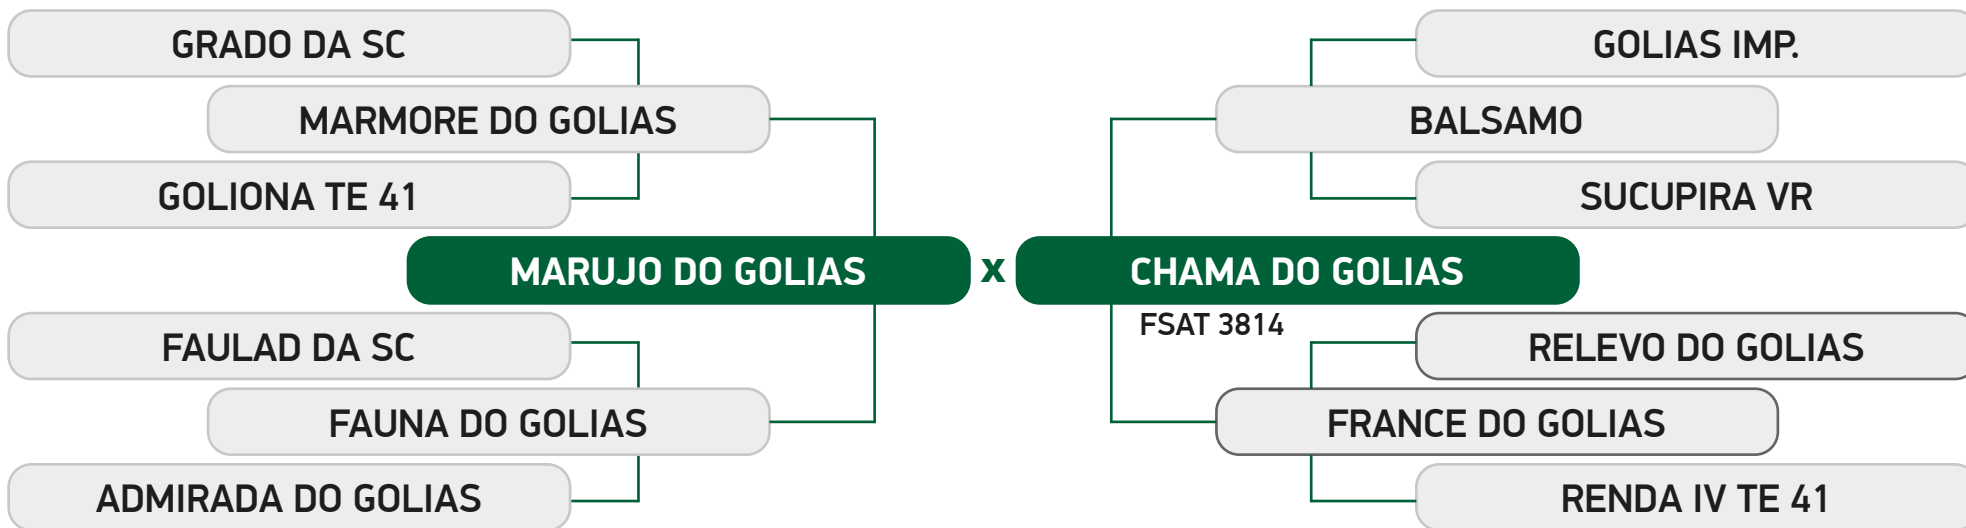 GRADO DA SC
GOLIAS IMP.
MARMORE DO GOLIAS
BALSAMO
GOLIONA TE 41
SUCUPIRA VR
MARUJO DO GOLIAS x CHAMA DO GOLIAS
FSAT 3814
FAULAD DA SC
RELEVO DO GOLIAS
FAUNA DO GOLIAS
FRANCE DO GOLIAS
ADMIRADA DO GOLIAS
RENDA IV TE 41